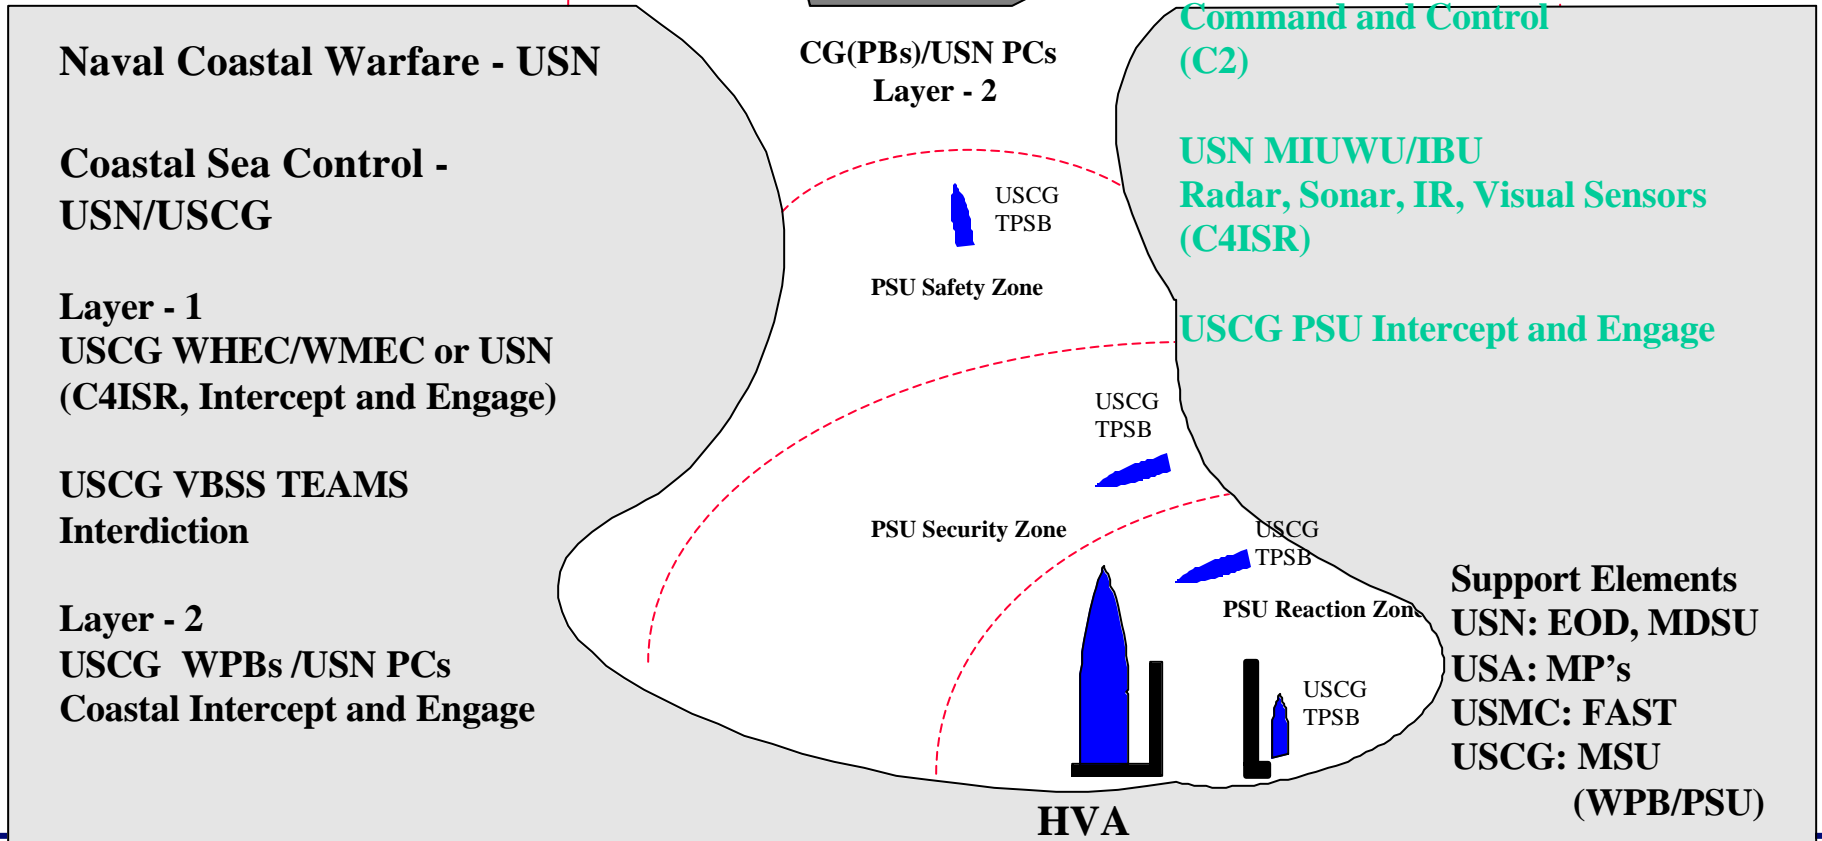 Naval Coastal Warfare - USN
Coastal Sea Control -
USN/USCG
Layer - 1
USCG WHEC/WMEC or USN
(C4ISR, Intercept and Engage)
USCG VBSS TEAMS
Interdiction
Layer - 2
USCG WPBs /USN PCs
Coastal Intercept and Engage
CG(PBs)/USN PCs
Layer - 2
USCG
TPSB
PSU Safety Zone
USCG
TPSB
PSU Security Zone
USCG
TPSB
PSU Reaction Zone
USCG
TPSB
HVA
Command and Control
(C2)
USN MIUWU/IBU
Radar, Sonar, IR, Visual Sensors
(C4ISR)
USCG PSU Intercept and Engage
Support Elements
USN: EOD, MDSU
USA: MP’s
USMC: FAST
USCG: MSU
(WPB/PSU)